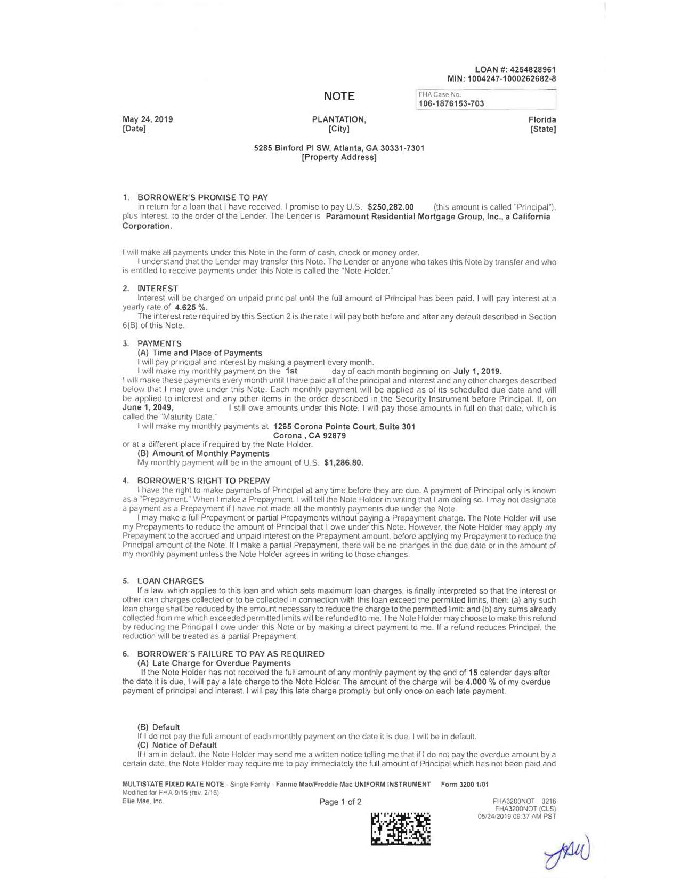 LOAN #: 4254828961
MIN: 1004247-1000262682-8
NOTE
FHA Case No.
106-1876153-703
May 24, 2019 PLANTATION, Florida
[Date] [City] [State]
5285 Binford Pl SW, Atlanta, GA 30331-7301
[Property Address]
1. BORROWER'S PROMISE TO PAY
In return for a loan that I have received, I promise to pay U.S. $250,282.00 (this amount is called "Principal"),
plus interest, to the order of the Lender. The Lender is Paramount Residential Mortgage Group, Inc., a California
Corporation.
I will make all payments under this Note in the form of cash, check or money order.
I understand that the Lender may transfer this Note. The Lender or anyone who takes this Note by transfer and who
is entitled to receive payments under this Note is called the "Note Holder."
2. INTEREST
Interest will be charged on unpaid principal until the full amount of Principal has been paid. I will pay interest at a
yearly rate of 4.625 %.
The interest rate required by this Section 2 is the rate I will pay both before and after any default described in Section
6(B) of this Note.
3. PAYMENTS
(A) Time and Place of Payments
I will pay principal and interest by making a payment every month.
I will make my monthly payment on the 1st day of each month beginning on July 1, 2019.
I will make these payments every month until I have paid all of the principal and interest and any other charges described
below that I may owe under this Note. Each monthly payment will be applied as of its scheduled due date and will
be applied to interest and any other items in the order described in the Security Instrument before Principal. If, on
June 1, 2049, I still owe amounts under this Note, I will pay those amounts in full on that date, which is
called the "Maturity Date."
I will make my monthly payments at 1265 Corona Pointe Court, Suite 301
Corona , CA 92879
or at a different place if required by the Note Holder.
(B) Amount of Monthly Payments
My monthly payment will be in the amount of U.S. $1,286.80.
4. BORROWER'S RIGHT TO PREPAY
I have the right to make payments of Principal at any time before they are due. A payment of Principal only is known
as a "Prepayment." When I make a Prepayment, I will tell the Note Holder in writing that I am doing so. I may not designate
a payment as a Prepayment if I have not made all the monthly payments due under the Note.
I may make a full Prepayment or partial Prepayments without paying a Prepayment charge. The Note Holder will use
my Prepayments to reduce the amount of Principal that I owe under this Note. However, the Note Holder may apply my
Prepayment to the accrued and unpaid interest on the Prepayment amount, before applying my Prepayment to reduce the
Principal amount of the Note. If I make a partial Prepayment, there will be no changes in the due date or in the amount of
my monthly payment unless the Note Holder agrees in writing to those changes.
5. LOAN CHARGES
If a law, which applies to this loan and which sets maximum loan charges, is finally interpreted so that the interest or
other loan charges collected or to be collected in connection with this loan exceed the permitted limits, then: (a) any such
loan charge shall be reduced by the amount necessary to reduce the charge to the permitted limit; and (b) any sums already
collected from me which exceeded permitted limits will be refunded to me. The Note Holder may choose to make this refund
by reducing the Principal I owe under this Note or by making a direct payment to me. If a refund reduces Principal, the
reduction will be treated as a partial Prepayment.
6. BORROWER'S FAILURE TO PAY AS REQUIRED
(A) Late Charge for Overdue Payments
If the Note Holder has not received the full amount of any monthly payment by the end of 15 calendar days after
the date it is due, I will pay a late charge to the Note Holder. The amount of the charge will be 4.000 % of my overdue
payment of principal and interest. I will pay this late charge promptly but only once on each late payment.
(B) Default
If I do not pay the full amount of each monthly payment on the date it is due, I will be in default.
(C) Notice of Default
If I am in default, the Note Holder may send me a written notice telling me that if I do not pay the overdue amount by a
certain date, the Note Holder may require me to pay immediately the full amount of Principal which has not been paid and
MULTISTATE FIXED RATE NOTE - Single Family - Fannie Mae/Freddie Mac UNIFORM INSTRUMENT Form 3200 1/01
Modified for FHA 9/15 (rev. 2/16)
Ellie Mae, Inc. Page 1 of 2 FHA3200NOT 0216
FHA3200NOT (CLS)
05/24/2019 09:37 AM PST